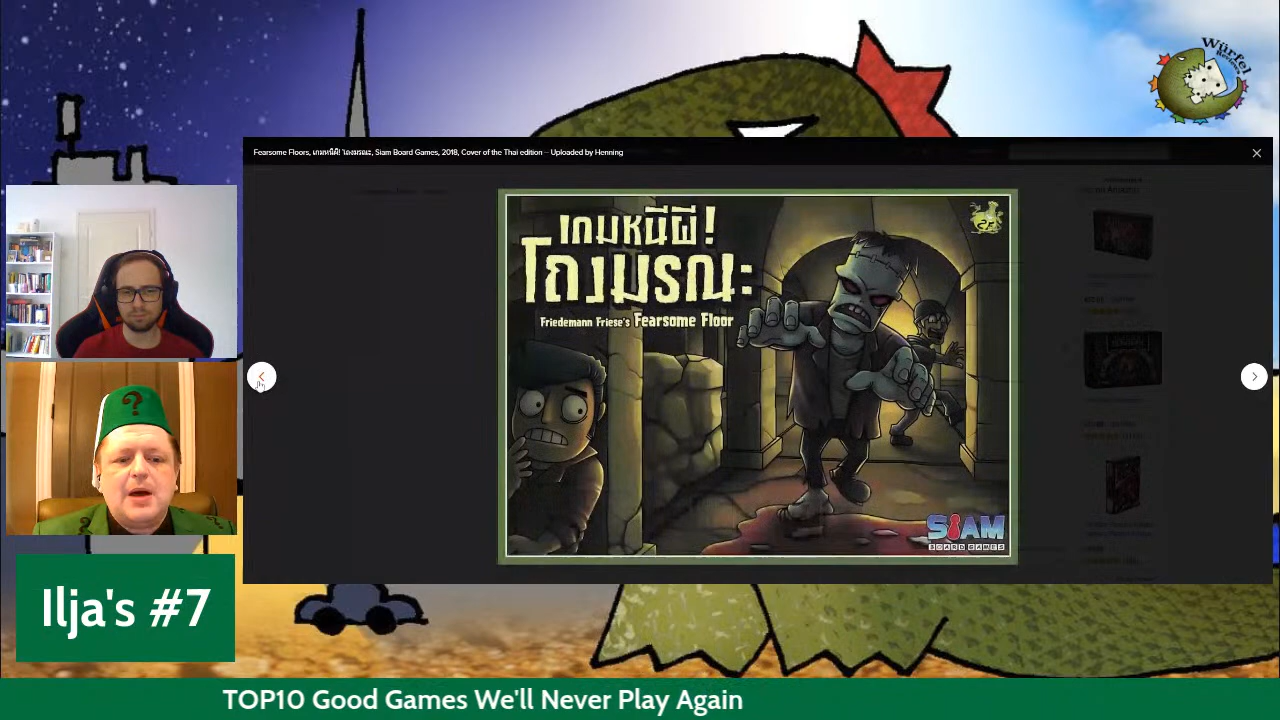 Würfel
Reviews
Fearsome Floors, เกมหนีผี! โถงมรณะ, Siam Board Games, 2018, Cover of the Thai edition — Uploaded by Henning
เกมหนีผี!
โถงมรณะ
Friedemann Friese's Fearsome Floor
?
SIAM
BOARD GAMES
Ilja's #7
TOP10 Good Games We'll Never Play Again